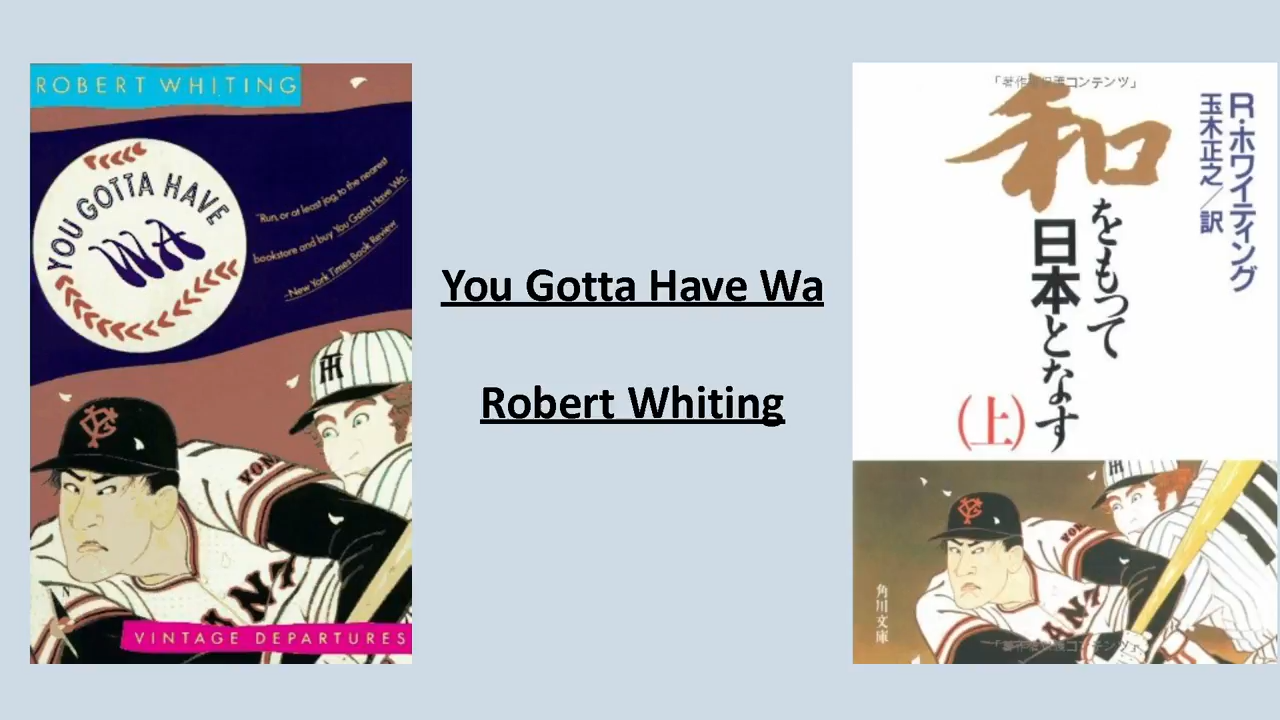 ROBERT WHITING
YOU GOTTA HAVE
WA
"Run, or at least jog, to the nearest
bookstore and buy You Gotta Have Wa."
–New York Times Book Review
VINTAGE DEPARTURES
You Gotta Have Wa
Robert Whiting
R・ホワイティング
玉木正之／訳
和をもって
日本となす
(上)
角川文庫